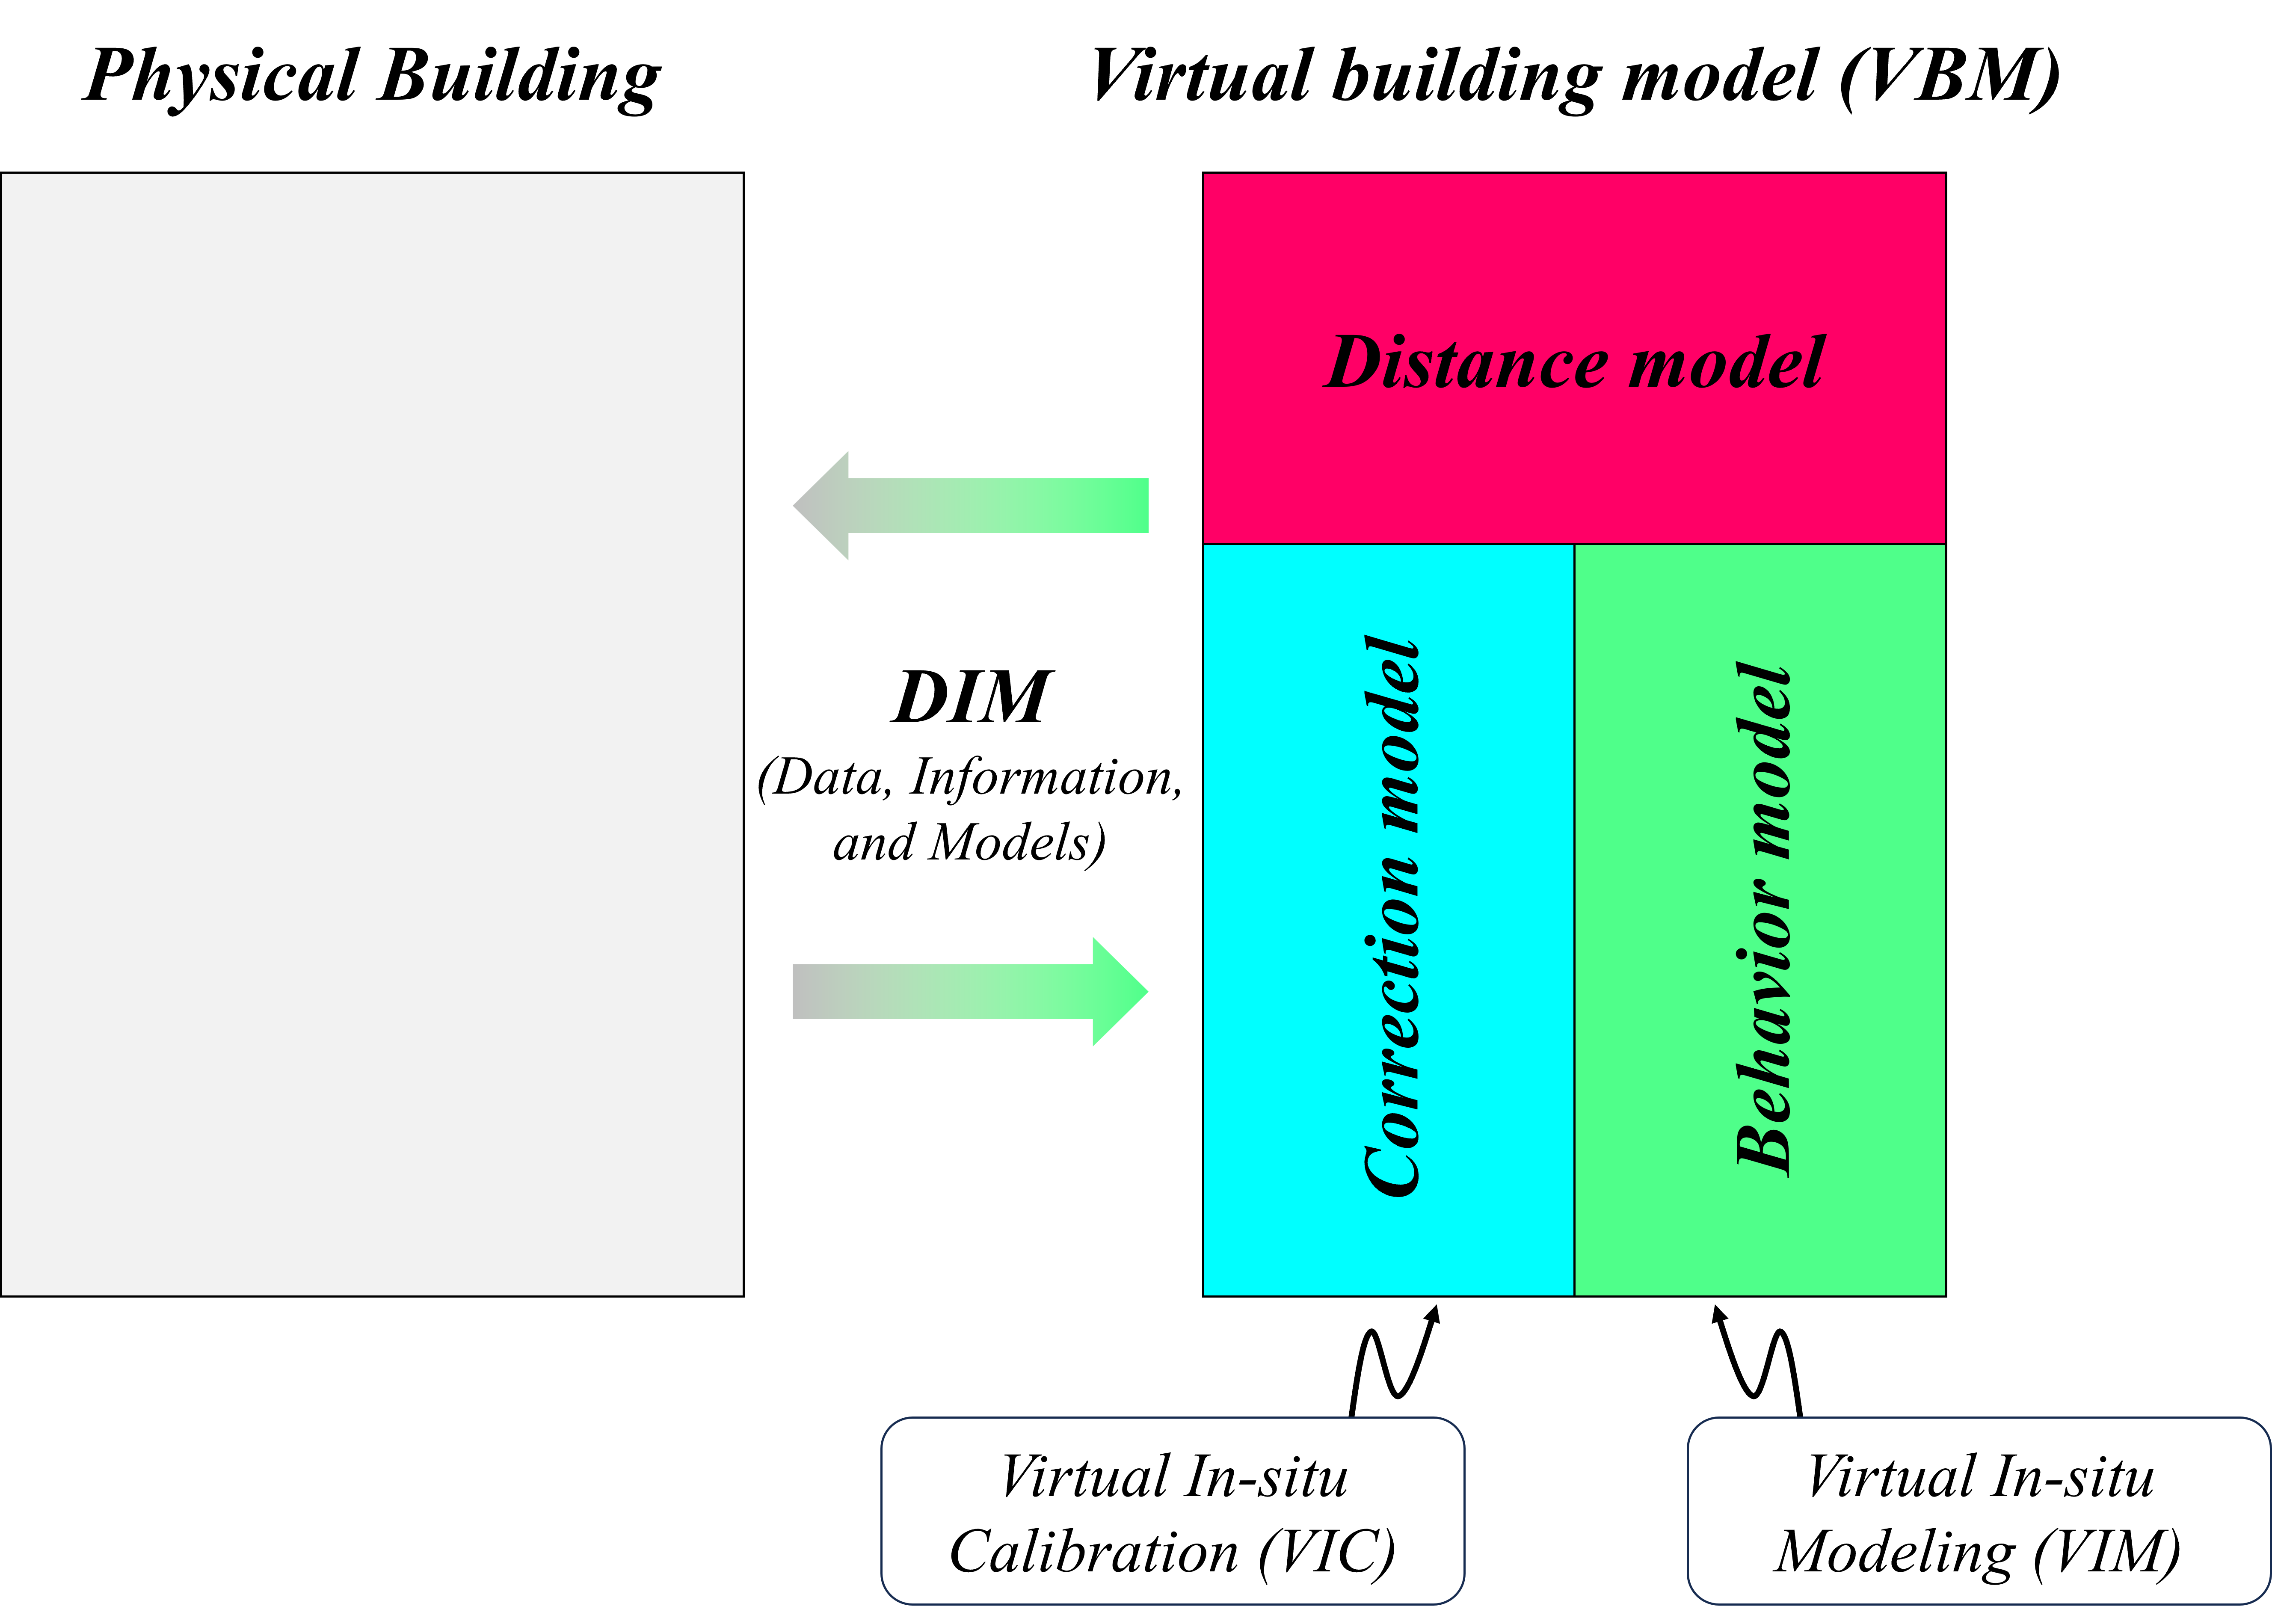 Physical Building
Virtual building model (VBM)
Distance model
DIM
(Data, Information,
and Models)
Correction model
Behavior model
Virtual In-situ
Calibration (VIC)
Virtual In-situ
Modeling (VIM)